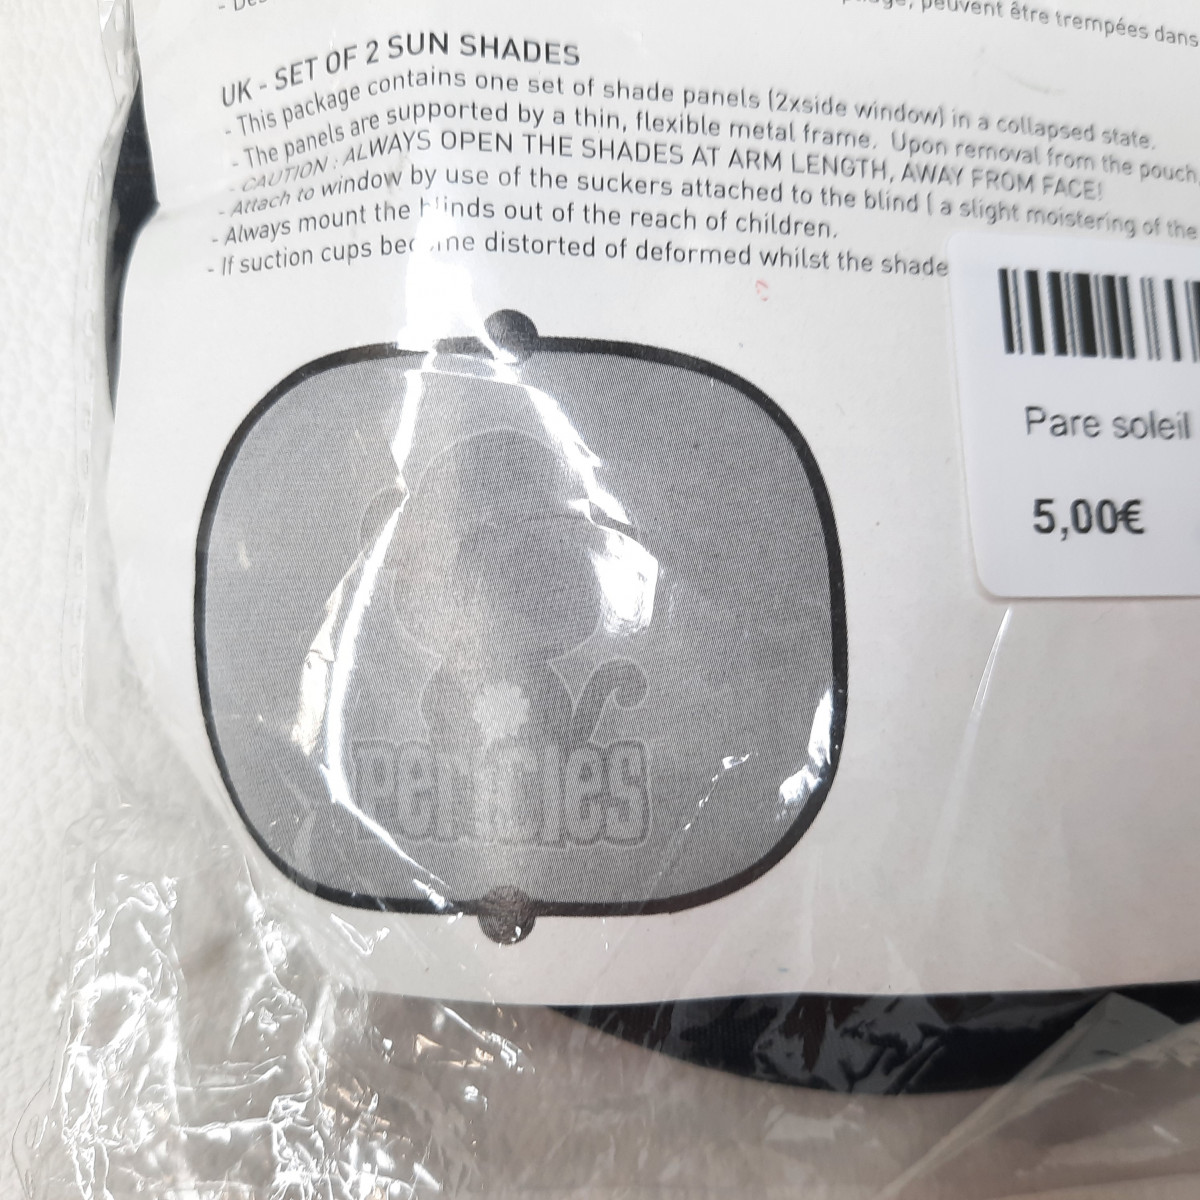 peuvent être trempées dans
UK - SET OF 2 SUN SHADES
- This package contains one set of shade panels (2xside window) in a collapsed state.
- The panels are supported by a thin, flexible metal frame. Upon removal from the pouch,
- CAUTION : ALWAYS OPEN THE SHADES AT ARM LENGTH, AWAY FROM FACE!
- Attach to window by use of the suckers attached to the blind ( a slight moistering of the
- Always mount the blinds out of the reach of children.
- If suction cups become distorted of deformed whilst the shade
Pare soleil
5,00€